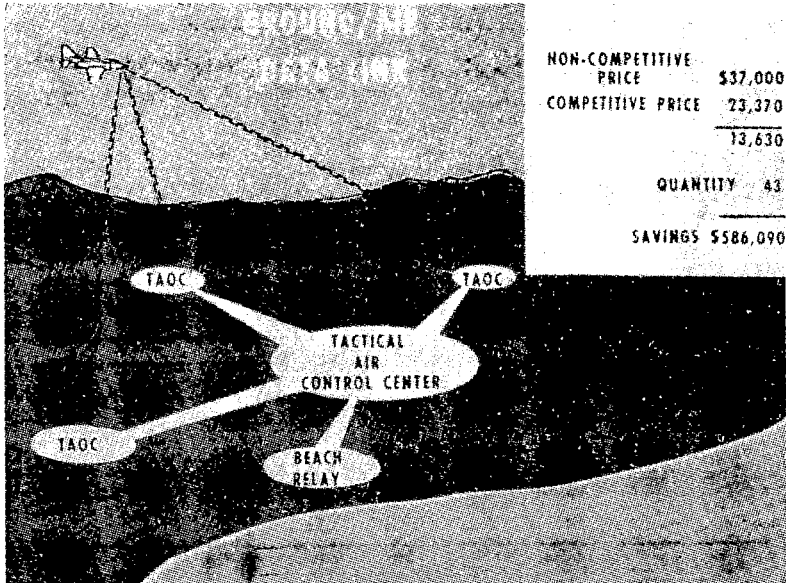 GROUND/AIR
DATA LINK
NON-COMPETITIVE
PRICE $37,000
COMPETITIVE PRICE 23,370
13,630
QUANTITY 43
SAVINGS $586,090
TAOC
TAOC
TACTICAL
AIR
CONTROL CENTER
TAOC
BEACH
RELAY